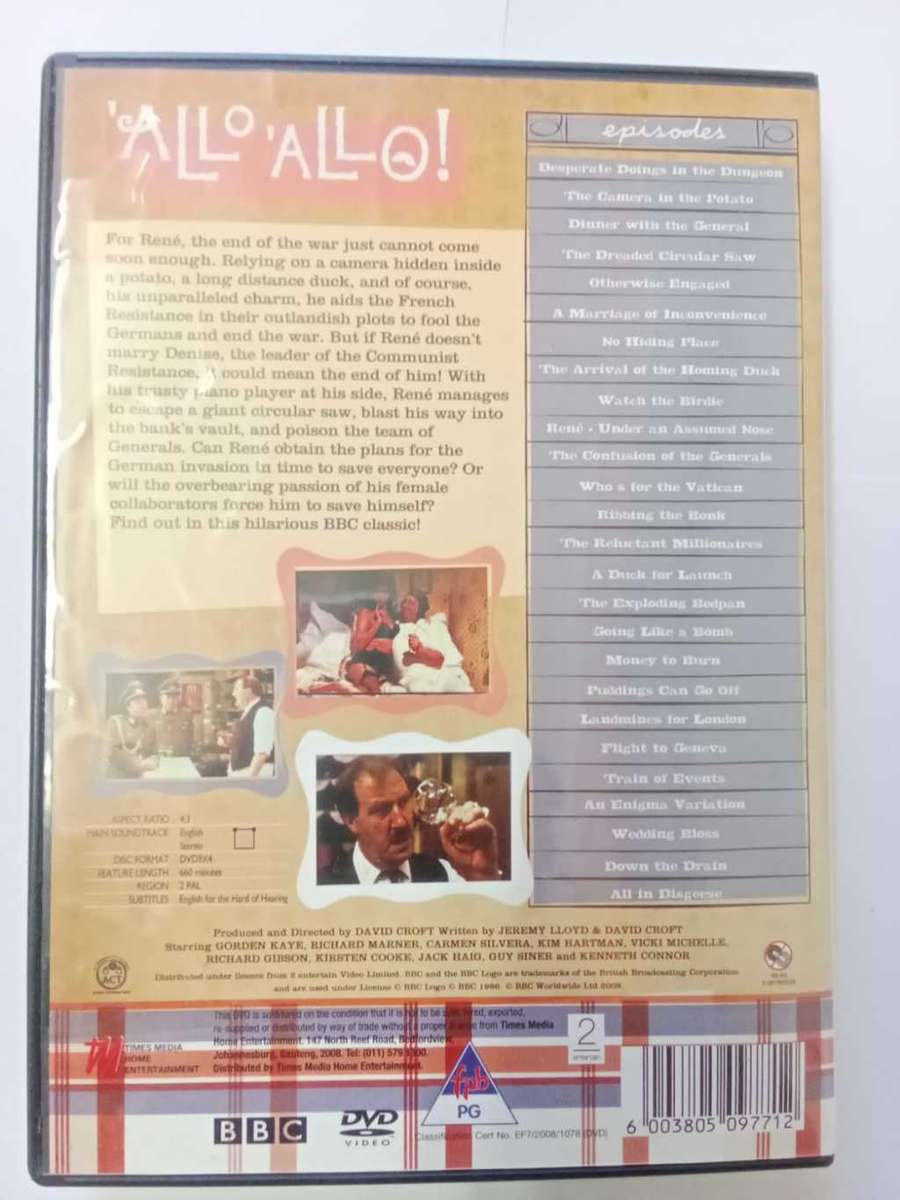 'ALLO 'ALLO!
For René, the end of the war just cannot come
soon enough. Relying on a camera hidden inside
a potato, a long distance duck, and of course,
his unparalleled charm, he aids the French
Resistance in their outlandish plots to fool the
Germans and end the war. But if René doesn't
marry Denise, the leader of the Communist
Resistance, it could mean the end of him! With
his trusty piano player at his side, René manages
to escape a giant circular saw, blast his way into
the bank's vault, and poison the team of
Generals. Can René obtain the plans for the
German invasion in time to save everyone? Or
will the overbearing passion of his female
collaborators force him to save himself?
Find out in this hilarious BBC classic!
episodes
Desperate Doings in the Dungeon
The Camera in the Potato
Dinner with the General
The Dreaded Circular Saw
Otherwise Engaged
A Marriage of Inconvenience
No Hiding Place
The Arrival of the Homing Duck
Watch the Birdie
René - Under an Assumed Nose
The Confusion of the Generals
Who s for the Vatican
Ribbing the Bonk
The Reluctant Millionaires
A Duck for Launch
The Exploding Bedpan
Going Like a Bomb
Money to Burn
Puddings Can Go Off
Landmines for London
Flight to Geneva
Train of Events
An Enigma Variation
Wedding Bloss
Down the Drain
All in Disgeese
ASPECT RATIO 4:3
MAIN SOUNDTRACK English
Stereo
DISC FORMAT DVD9X4
FEATURE LENGTH 660 minutes
REGION 2 PAL
SUBTITLES English for the Hard of Hearing
Produced and Directed by DAVID CROFT Written by JEREMY LLOYD & DAVID CROFT
Starring GORDEN KAYE, RICHARD MARNER, CARMEN SILVERA, KIM HARTMAN, VICKI MICHELLE,
RICHARD GIBSON, KIRSTEN COOKE, JACK HAIG, GUY SINER and KENNETH CONNOR
Distributed under licence from 2 entertain Video Limited. BBC and the BBC Logo are trademarks of the British Broadcasting Corporation
and are used under License © BBC Logo © BBC 1996 © BBC Worldwide Ltd 2008.
ACT
This DVD is sold/hired on the condition that it is not to be sub-hired, exported,
re-supplied or distributed by way of trade without a proper licence from Times Media
Home Entertainment. 147 North Reef Road, Bedfordview,
Johannesburg, Gauteng, 2008. Tel: (011) 579
Distributed by Times Media Home Entertainment.
TIMES MEDIA
HOME
ENTERTAINMENT
2
entertain
fpb
PG
BBC
DVD
VIDEO
Classification Cert No. EF7/2008/1078 (DVD)
6 003805 097712